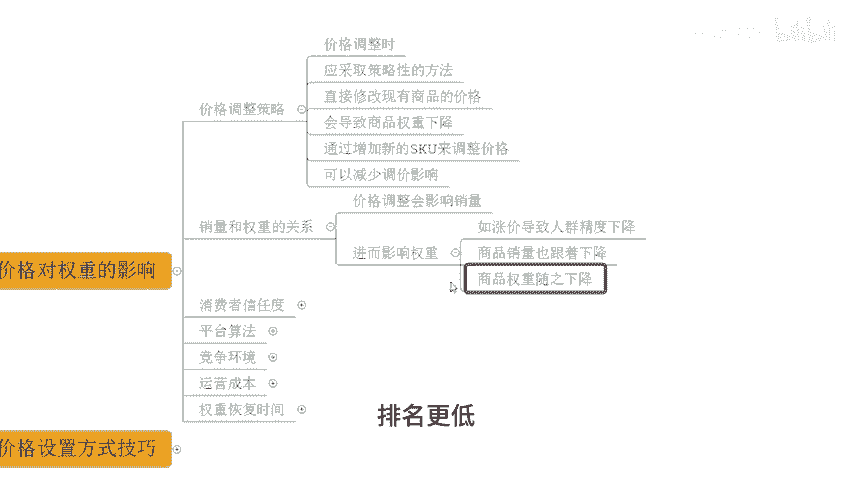 价格调整时
应采取策略性的方法
价格调整策略
直接修改现有商品的价格
会导致商品权重下降
通过增加新的SKU来调整价格
可以减少调价影响
价格调整会影响销量
销量和权重的关系
如涨价导致人群精度下降
进而影响权重
商品销量也跟着下降
价格对权重的影响
商品权重随之下降
消费者信任度
平台算法
竞争环境
运营成本
权重恢复时间
排名更低
价格设置方式技巧